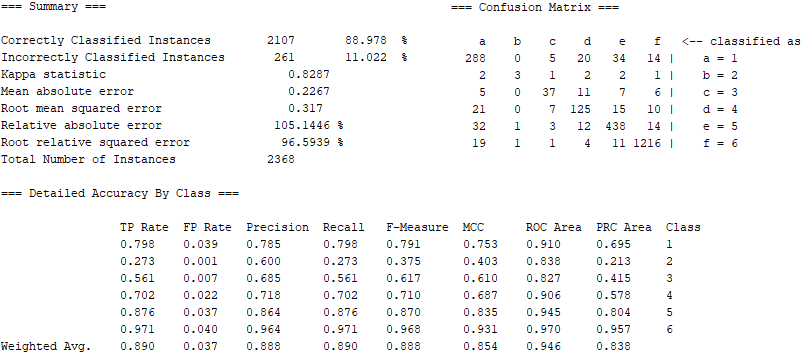 === Summary ===
Correctly Classified Instances 2107 88.978 %
Incorrectly Classified Instances 261 11.022 %
Kappa statistic 0.8287
Mean absolute error 0.2267
Root mean squared error 0.317
Relative absolute error 105.1446 %
Root relative squared error 96.5939 %
Total Number of Instances 2368
=== Confusion Matrix ===
a b c d e f <-- classified as
288 0 5 20 34 14 | a = 1
2 3 1 2 2 1 | b = 2
5 0 37 11 7 6 | c = 3
21 0 7 125 15 10 | d = 4
32 1 3 12 438 14 | e = 5
19 1 1 4 11 1216 | f = 6
=== Detailed Accuracy By Class ===
TP Rate FP Rate Precision Recall F-Measure MCC ROC Area PRC Area Class
0.798 0.039 0.785 0.798 0.791 0.753 0.910 0.695 1
0.273 0.001 0.600 0.273 0.375 0.403 0.838 0.213 2
0.561 0.007 0.685 0.561 0.617 0.610 0.827 0.415 3
0.702 0.022 0.718 0.702 0.710 0.687 0.906 0.578 4
0.876 0.037 0.864 0.876 0.870 0.835 0.945 0.804 5
0.971 0.040 0.964 0.971 0.968 0.931 0.970 0.957 6
Weighted Avg. 0.890 0.037 0.888 0.890 0.888 0.854 0.946 0.838